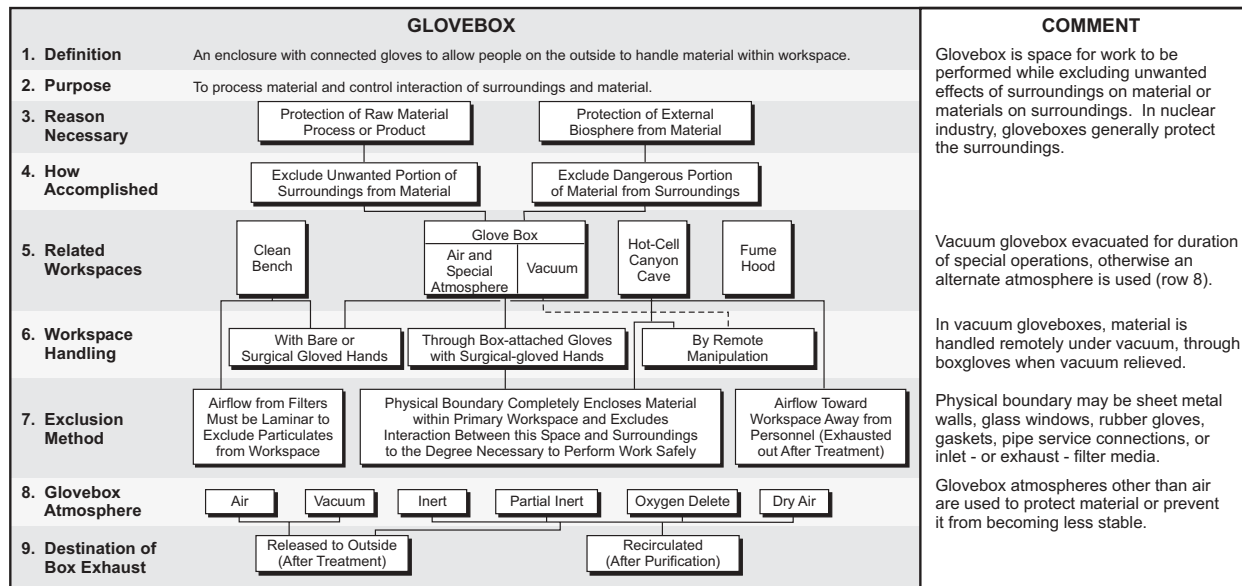 GLOVEBOX
1. Definition
An enclosure with connected gloves to allow people on the outside to handle material within workspace.
2. Purpose
To process material and control interaction of surroundings and material.
3. Reason
Necessary
Protection of Raw Material
Process or Product
Protection of External
Biosphere from Material
4. How
Accomplished
Exclude Unwanted Portion of
Surroundings from Material
Exclude Dangerous Portion
of Material from Surroundings
5. Related
Workspaces
Clean
Bench
Glove Box
Air and
Special
Atmosphere
Vacuum
Hot-Cell
Canyon
Cave
Fume
Hood
6. Workspace
Handling
With Bare or
Surgical Gloved Hands
Through Box-attached Gloves
with Surgical-gloved Hands
By Remote
Manipulation
7. Exclusion
Method
Airflow from Filters
Must be Laminar to
Exclude Particulates
from Workspace
Physical Boundary Completely Encloses Material
within Primary Workspace and Excludes
Interaction Between this Space and Surroundings
to the Degree Necessary to Perform Work Safely
Airflow Toward
Workspace Away from
Personnel (Exhausted
out After Treatment)
8. Glovebox
Atmosphere
Air
Vacuum
Inert
Partial Inert
Oxygen Delete
Dry Air
9. Destination of
Box Exhaust
Released to Outside
(After Treatment)
Recirculated
(After Purification)
COMMENT
Glovebox is space for work to be
performed while excluding unwanted
effects of surroundings on material or
materials on surroundings. In nuclear
industry, gloveboxes generally protect
the surroundings.
Vacuum glovebox evacuated for duration
of special operations, otherwise an
alternate atmosphere is used (row 8).
In vacuum gloveboxes, material is
handled remotely under vacuum, through
boxgloves when vacuum relieved.
Physical boundary may be sheet metal
walls, glass windows, rubber gloves,
gaskets, pipe service connections, or
inlet - or exhaust - filter media.
Glovebox atmospheres other than air
are used to protect material or prevent
it from becoming less stable.